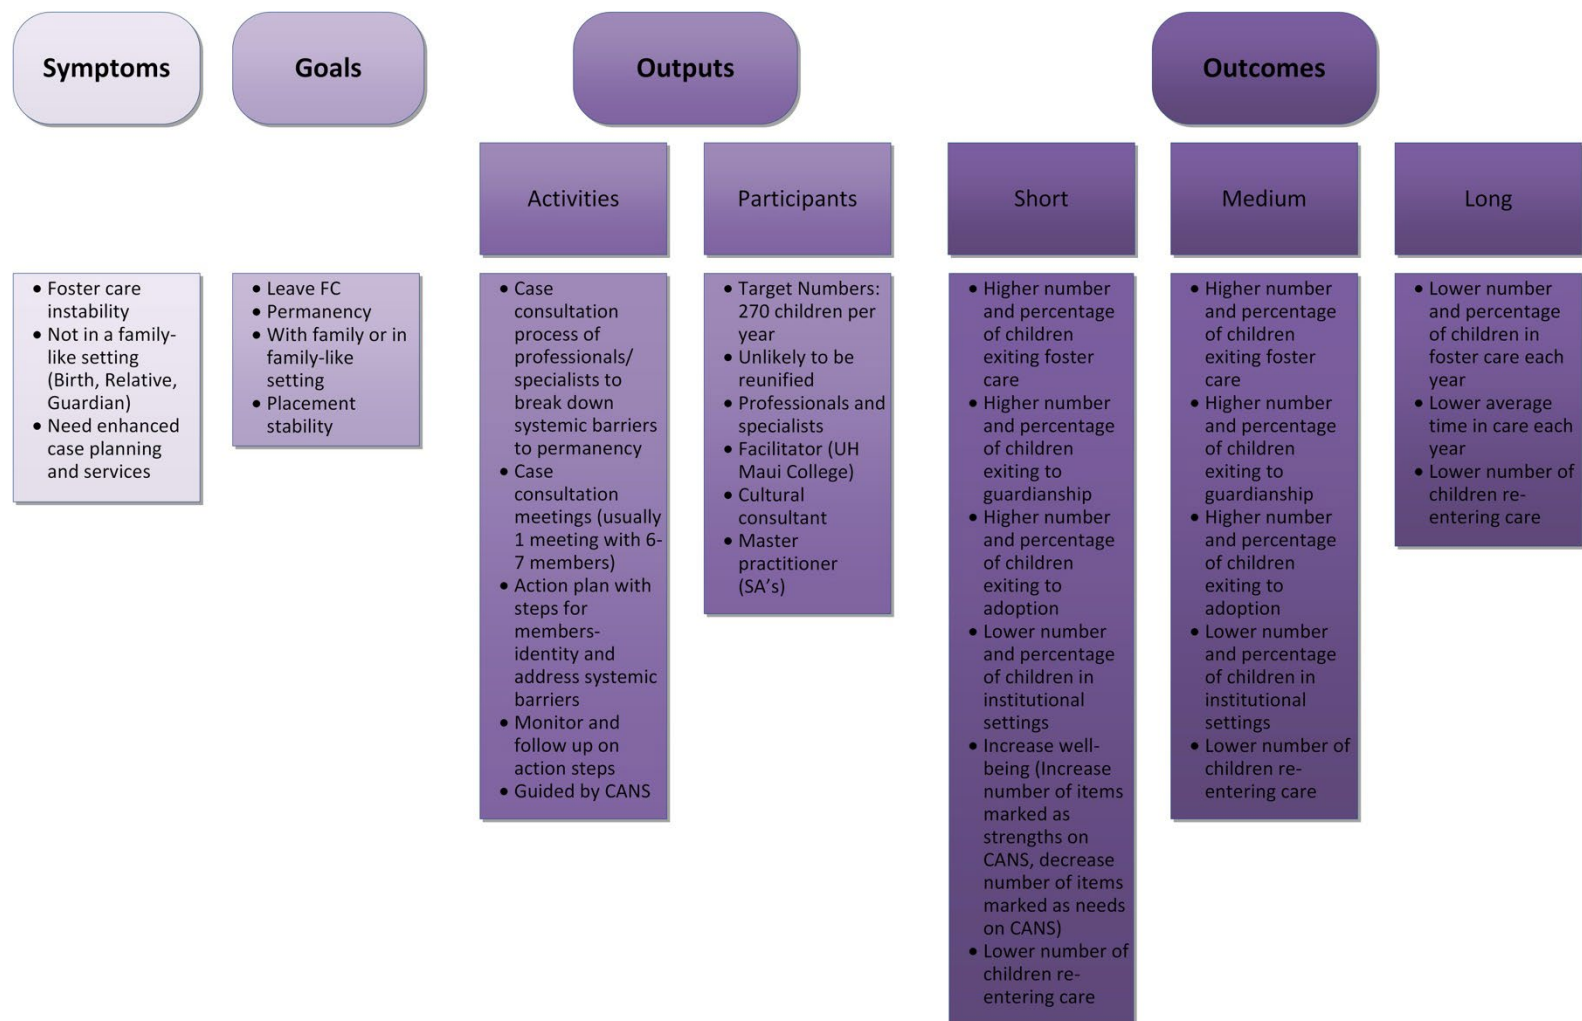 Symptoms
Goals
Outputs
Outcomes
Activities
Participants
Short
Medium
Long
• Foster care
instability
• Not in a family-
like setting
(Birth, Relative,
Guardian)
• Need enhanced
case planning
and services
• Leave FC
• Permanency
• With family or in
family-like
setting
• Placement
stability
• Case
consultation
process of
professionals/
specialists to
break down
systemic barriers
to permanency
• Case
consultation
meetings (usually
1 meeting with 6-
7 members)
• Action plan with
steps for
members-
identity and
address systemic
barriers
• Monitor and
follow up on
action steps
• Guided by CANS
• Target Numbers:
270 children per
year
• Unlikely to be
reunified
• Professionals and
specialists
• Facilitator (UH
Maui College)
• Cultural
consultant
• Master
practitioner
(SA's)
• Higher number
and percentage
of children
exiting foster
care
• Higher number
and percentage
of children
exiting to
guardianship
• Higher number
and percentage
of children
exiting to
adoption
• Lower number
and percentage
of children in
institutional
settings
• Increase well-
being (Increase
number of items
marked as
strengths on
CANS, decrease
number of items
marked as needs
on CANS)
• Lower number of
children re-
entering care
• Higher number
and percentage
of children
exiting foster
care
• Higher number
and percentage
of children
exiting to
guardianship
• Higher number
and percentage
of children
exiting to
adoption
• Lower number
and percentage
of children in
institutional
settings
• Lower number of
children re-
entering care
• Lower number
and percentage
of children in
foster care each
year
• Lower average
time in care each
year
• Lower number of
children re-
entering care